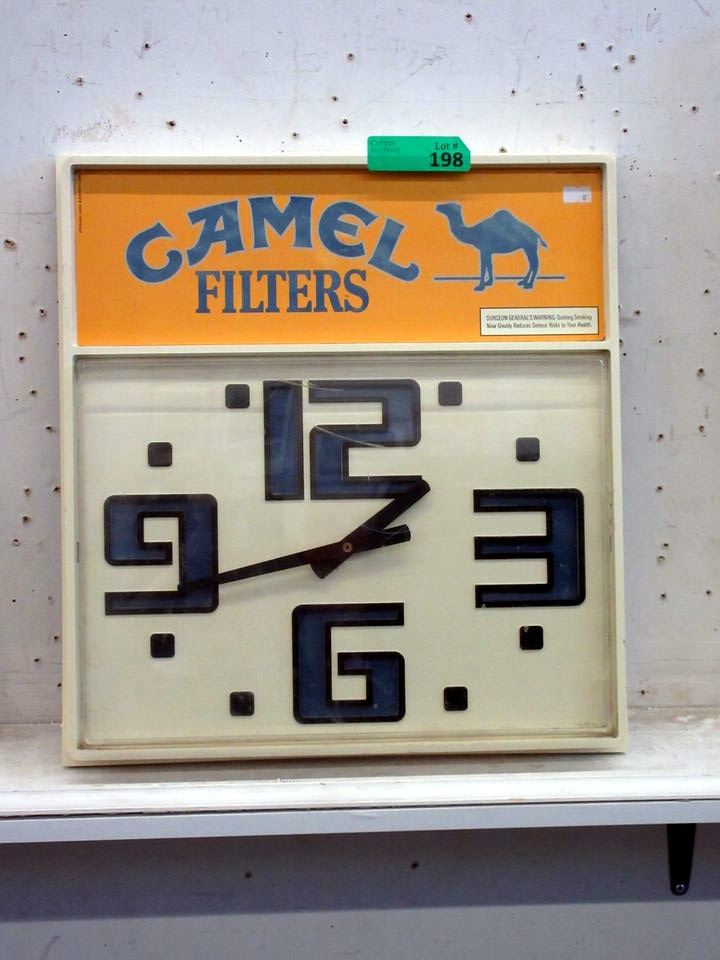 Lot #
198
CAMEL
FILTERS
SURGEON GENERAL'S WARNING: Quitting Smoking
Now Greatly Reduces Serious Risks to Your Health.
12
9
3
6